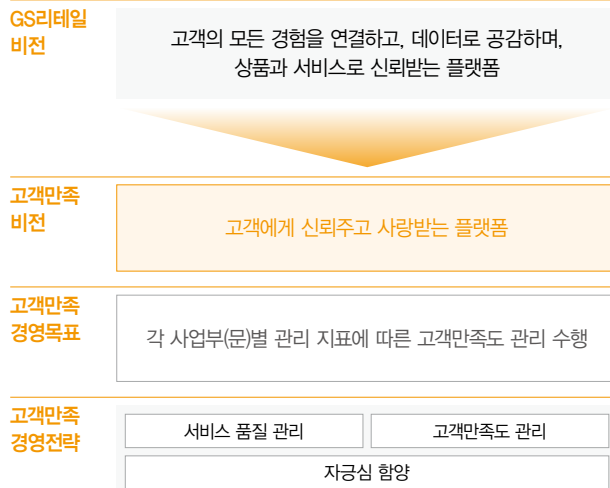 GS리테일
비전
고객의 모든 경험을 연결하고, 데이터로 공감하며,
상품과 서비스로 신뢰받는 플랫폼
고객만족
비전
고객에게 신뢰주고 사랑받는 플랫폼
고객만족
경영목표
각 사업부(문)별 관리 지표에 따른 고객만족도 관리 수행
고객만족
경영전략
서비스 품질 관리
고객만족도 관리
자긍심 함양